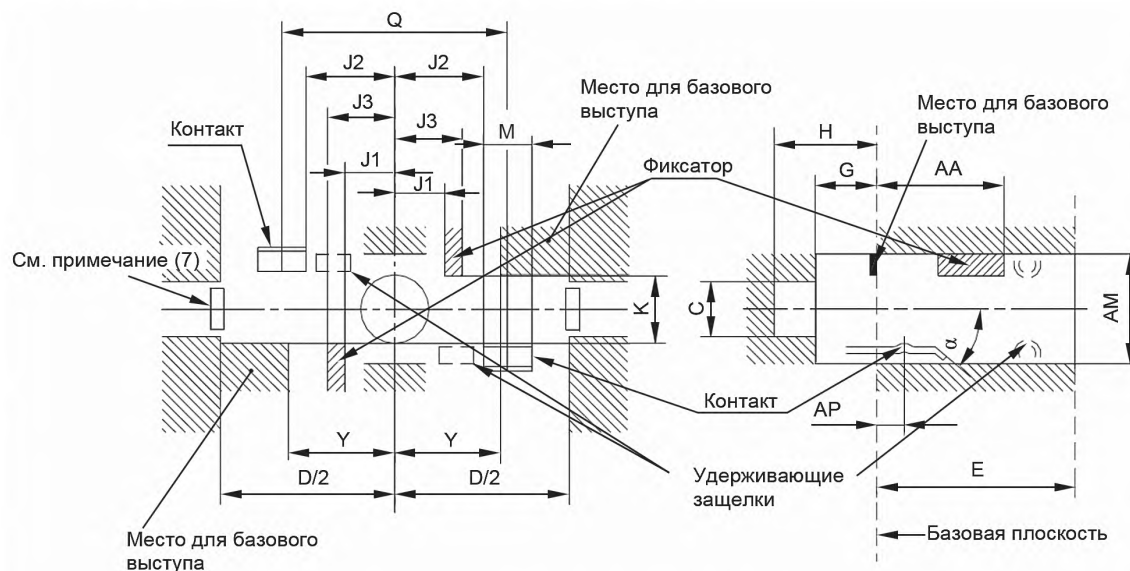 Q
J2
J2
Место для базового
выступа
Место для базового
выступа
J3
J3
M
Контакт
H
J1
Фиксатор
G
AA
J1
См. примечание (7)
K
C
α
AM
Контакт
AP
Y
Y
Удерживающие
защелки
E
D/2
D/2
Место для базового
выступа
Базовая плоскость